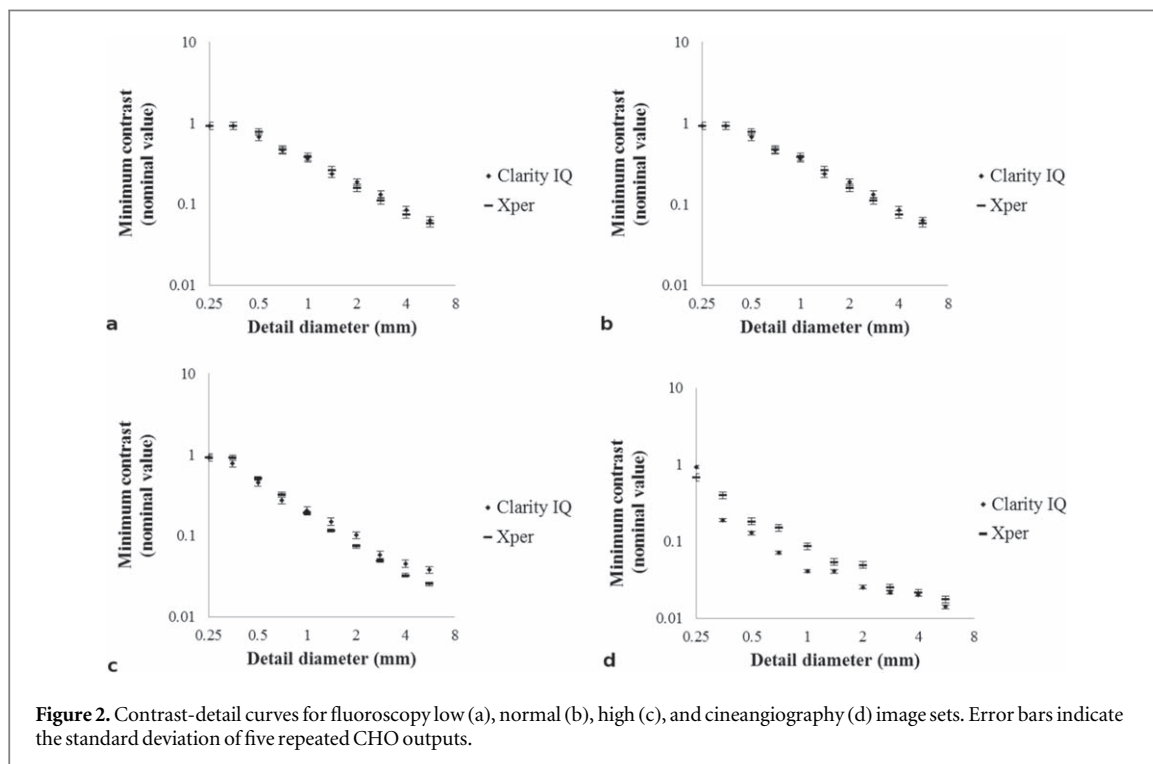 10
1
0.1
0.01
Minimum contrast
(nominal value)
0.25 0.5 1 2 4 8
Detail diameter (mm)
Clarity IQ
Xper
a
10
1
0.1
0.01
Minimum contrast
(nominal value)
0.25 0.5 1 2 4 8
Detail diameter (mm)
Clarity IQ
Xper
b
10
1
0.1
0.01
Minimum contrast
(nominal value)
0.25 0.5 1 2 4 8
Detail diameter (mm)
Clarity IQ
Xper
c
10
1
0.1
0.01
Minimum contrast
(nominal value)
0.25 0.5 1 2 4 8
Detail diameter (mm)
Clarity IQ
Xper
d
Figure 2. Contrast-detail curves for fluoroscopy low (a), normal (b), high (c), and cineangiography (d) image sets. Error bars indicate
the standard deviation of five repeated CHO outputs.